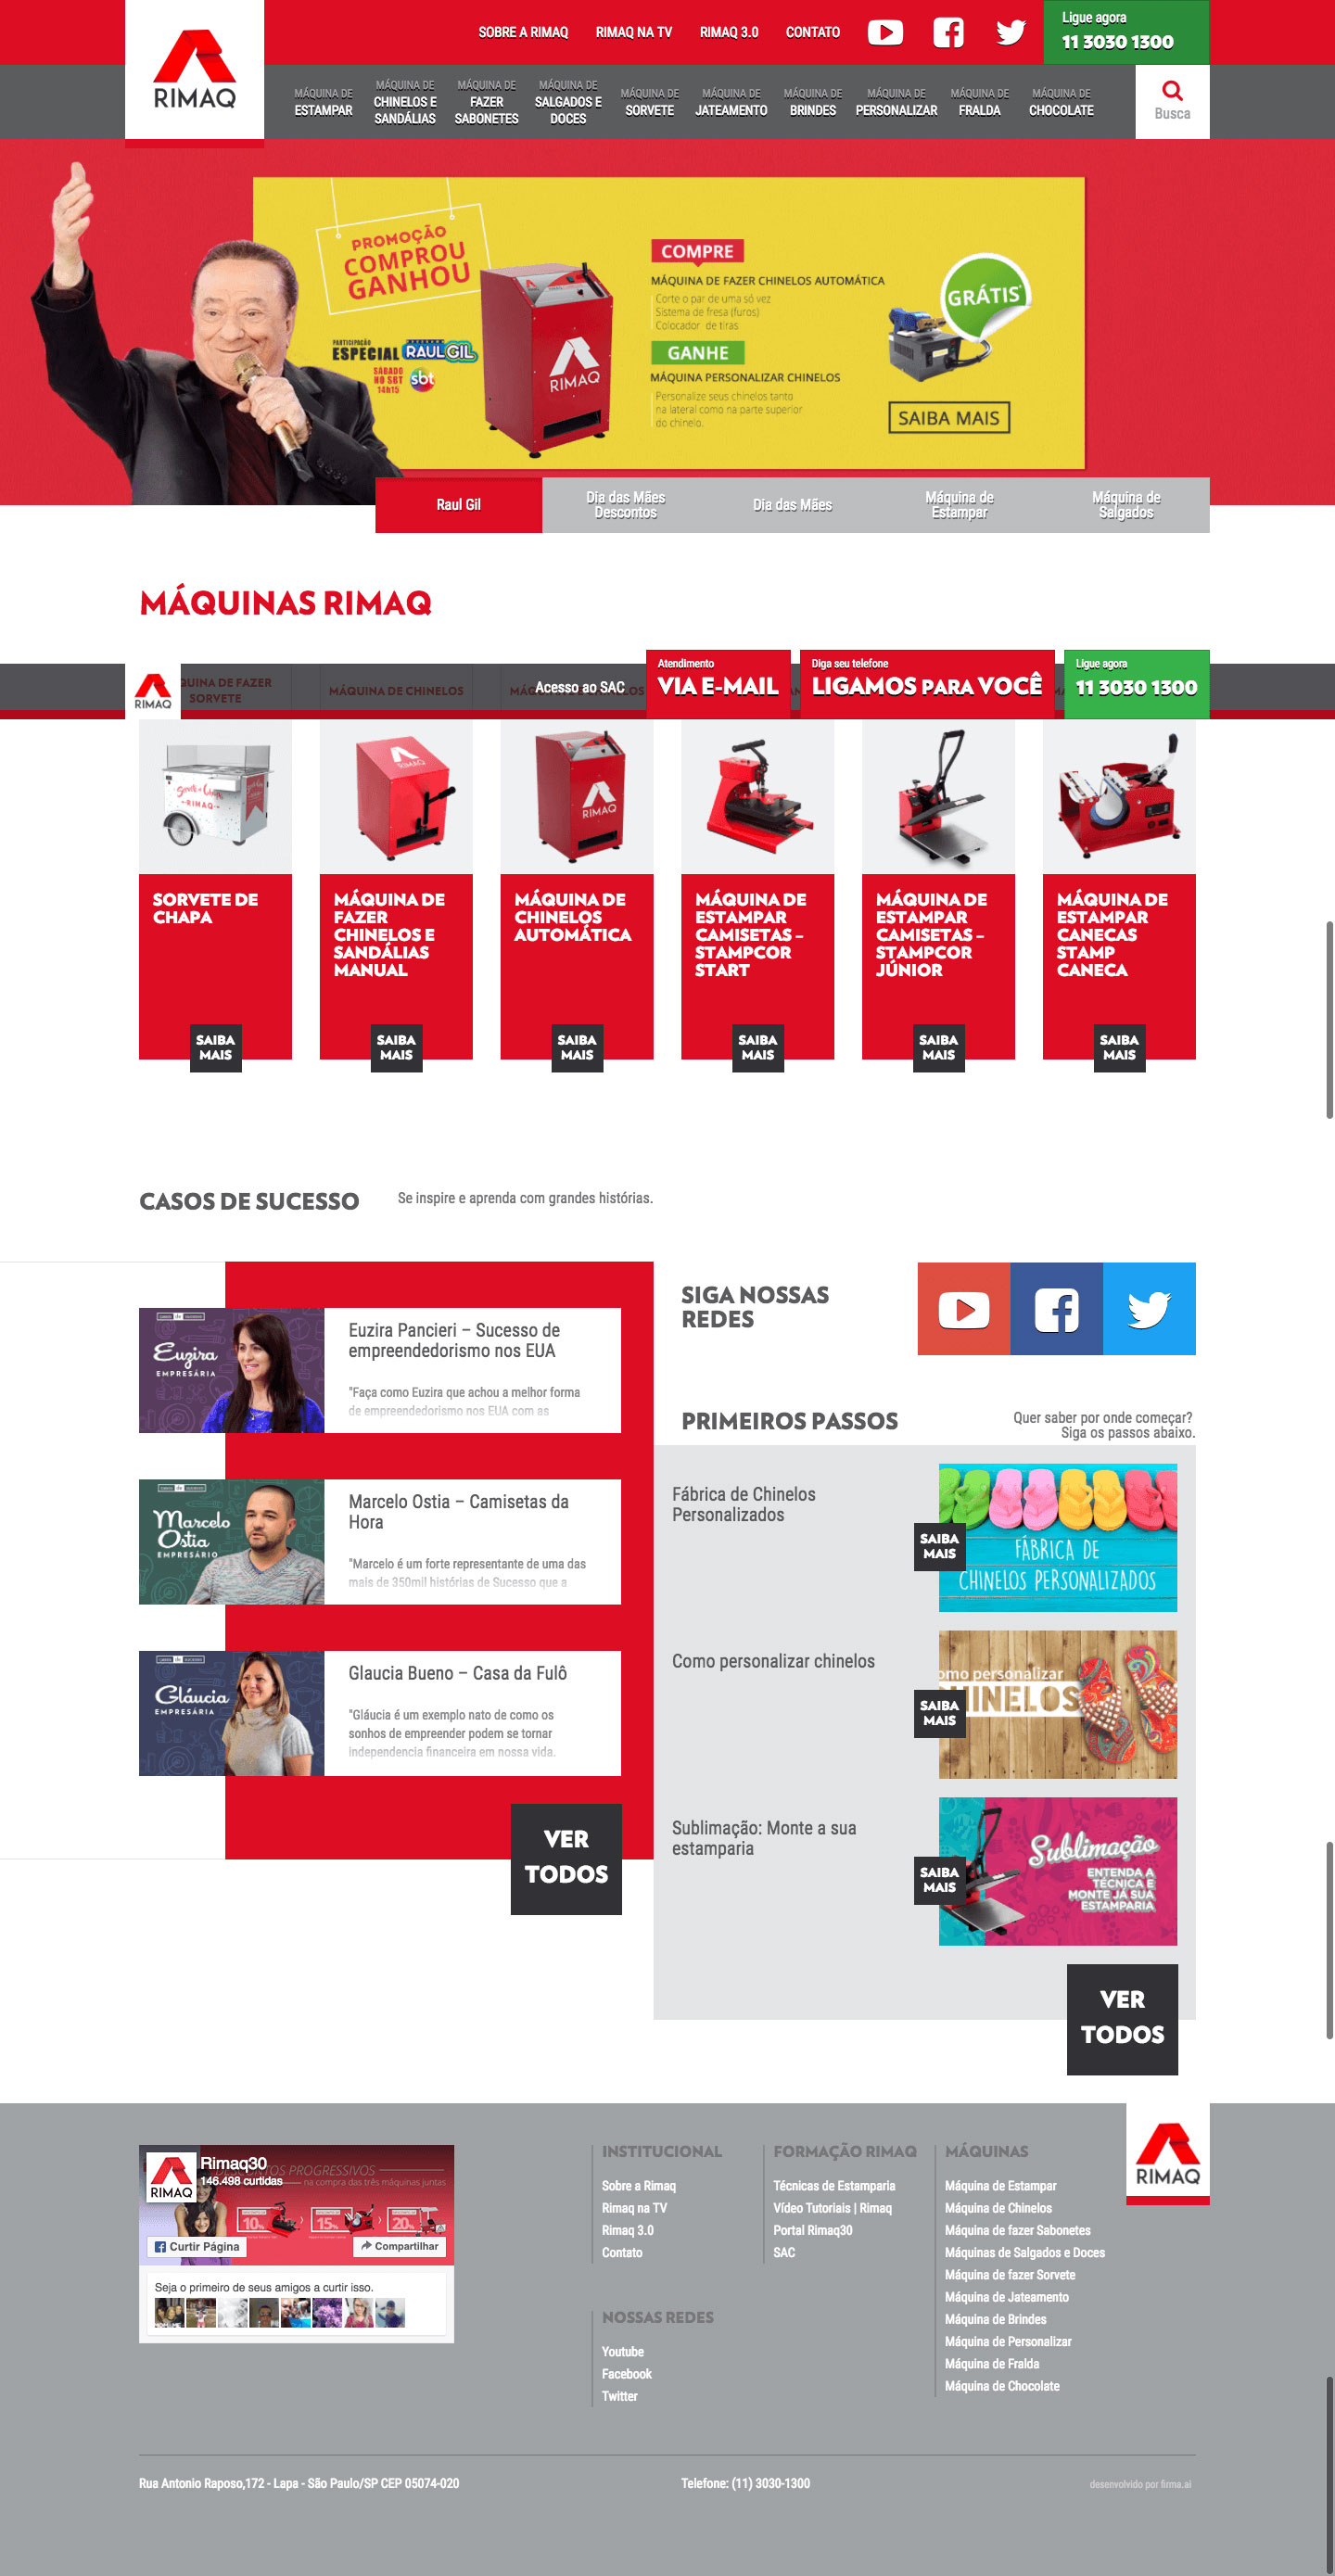 RIMAQ
SOBRE A RIMAQ
RIMAQ NA TV
RIMAQ 3.0
CONTATO
Ligue agora
11 3030 1300
MÁQUINA DE
ESTAMPAR
MÁQUINA DE
CHINELOS E
SANDÁLIAS
MÁQUINA DE
FAZER
SABONETES
MÁQUINA DE
SALGADOS E
DOCES
MÁQUINA DE
SORVETE
MÁQUINA DE
JATEAMENTO
MÁQUINA DE
BRINDES
MÁQUINA DE
PERSONALIZAR
MÁQUINA DE
FRALDA
MÁQUINA DE
CHOCOLATE
Busca
PROMOÇÃO
COMPROU
GANHOU
PARTICIPAÇÃO
ESPECIAL RAUL GIL
SÁBADO
NO SBT
14h15
sbt
RIMAQ
COMPRE
MÁQUINA DE FAZER CHINELOS AUTOMÁTICA
Corte o par de uma só vez
Sistema de fresa (furos)
Colocador de tiras
GANHE
MÁQUINA PERSONALIZAR CHINELOS
Personalize seus chinelos tanto
na lateral como na parte superior
do chinelo.
GRÁTIS*
SAIBA MAIS
Raul Gil
Dia das Mães
Descontos
Dia das Mães
Máquina de
Estampar
Máquina de
Salgados
MÁQUINAS RIMAQ
RIMAQ
QUINA DE FAZER
SORVETE
MÁQUINA DE CHINELOS
Acesso ao SAC
Atendimento
VIA E-MAIL
Diga seu telefone
LIGAMOS PARA VOCÊ
Ligue agora
11 3030 1300
RIMAQ
RIMAQ
RIMAQ
SORVETE DE
CHAPA
SAIBA
MAIS
MÁQUINA DE
FAZER
CHINELOS E
SANDÁLIAS
MANUAL
SAIBA
MAIS
MÁQUINA DE
CHINELOS
AUTOMÁTICA
SAIBA
MAIS
MÁQUINA DE
ESTAMPAR
CAMISETAS –
STAMPCOR
START
SAIBA
MAIS
MÁQUINA DE
ESTAMPAR
CAMISETAS –
STAMPCOR
JÚNIOR
SAIBA
MAIS
MÁQUINA DE
ESTAMPAR
CANECAS
STAMP
CANECA
SAIBA
MAIS
CASOS DE SUCESSO
Se inspire e aprenda com grandes histórias.
Euzira
EMPRESÁRIA
Euzira Pancieri – Sucesso de
empreendedorismo nos EUA
"Faça como Euzira que achou a melhor forma
de empreendedorismo nos EUA com as
Marcelo
Ostia
EMPRESÁRIO
Marcelo Ostia – Camisetas da
Hora
"Marcelo é um forte representante de uma das
mais de 350mil histórias de Sucesso que a
Gláucia
EMPRESÁRIA
Glaucia Bueno – Casa da Fulô
"Gláucia é um exemplo nato de como os
sonhos de empreender podem se tornar
independencia financeira em nossa vida.
VER
TODOS
SIGA NOSSAS
REDES
PRIMEIROS PASSOS
Quer saber por onde começar?
Siga os passos abaixo.
Fábrica de Chinelos
Personalizados
SAIBA
MAIS
FÁBRICA DE
CHINELOS PERSONALIZADOS
Como personalizar chinelos
SAIBA
MAIS
omo personalizar
HINELOS
Sublimação: Monte a sua
estamparia
SAIBA
MAIS
Sublimação
ENTENDA A
TÉCNICA E
MONTE JÁ SUA
ESTAMPARIA
VER
TODOS
RIMAQ
Rimaq30
146.498 curtidas
DESCONTOS PROGRESSIVOS
na compra das três máquinas juntas
10%
15%
20%
Curtir Página
Compartilhar
Seja o primeiro de seus amigos a curtir isso.
INSTITUCIONAL
Sobre a Rimaq
Rimaq na TV
Rimaq 3.0
Contato
NOSSAS REDES
Youtube
Facebook
Twitter
FORMAÇÃO RIMAQ
Técnicas de Estamparia
Vídeo Tutoriais | Rimaq
Portal Rimaq30
SAC
MÁQUINAS
Máquina de Estampar
Máquina de Chinelos
Máquina de fazer Sabonetes
Máquinas de Salgados e Doces
Máquina de fazer Sorvete
Máquina de Jateamento
Máquina de Brindes
Máquina de Personalizar
Máquina de Fralda
Máquina de Chocolate
RIMAQ
Rua Antonio Raposo,172 - Lapa - São Paulo/SP CEP 05074-020
Telefone: (11) 3030-1300
desenvolvido por firma.ai